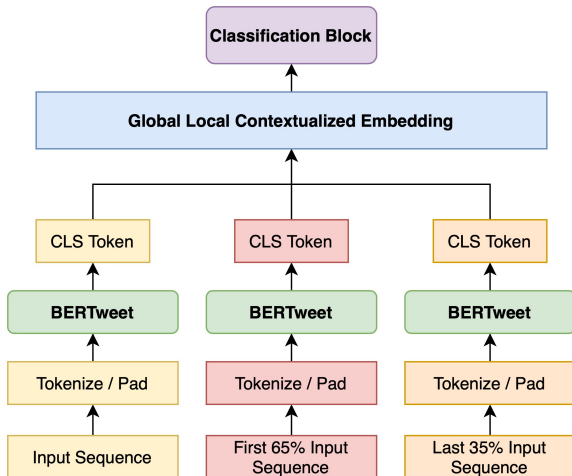 Classification Block
Global Local Contextualized Embedding
CLS Token
CLS Token
CLS Token
BERTweet
BERTweet
BERTweet
Tokenize / Pad
Tokenize / Pad
Tokenize / Pad
Input Sequence
First 65% Input
Sequence
Last 35% Input
Sequence